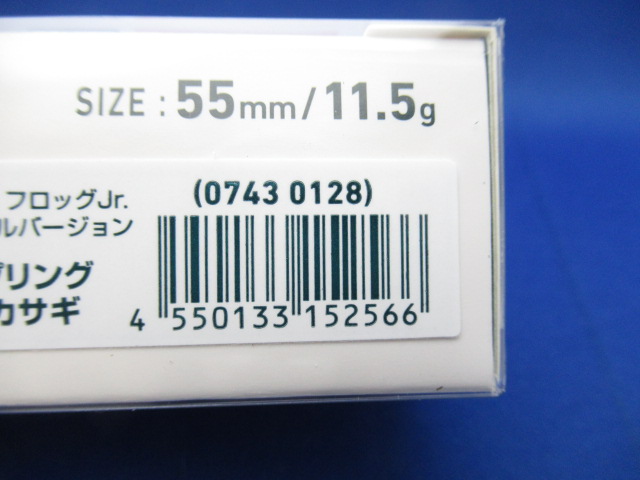 SIZE : 55mm/11.5g
(0743 0128)
フロッグJr.
ルバージョン
プリング
カサギ
4 550133 152566